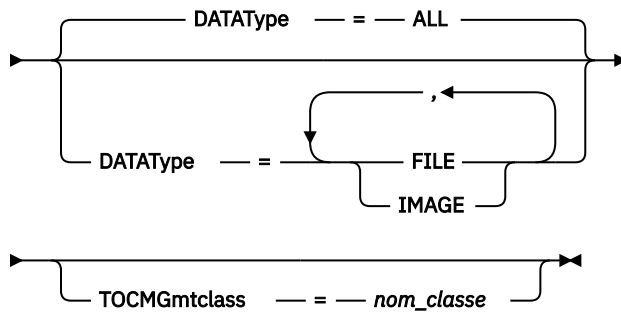 DATAType — = — ALL
,
DATAType — = — FILE
IMAGE
TOCMGmtclass — = — nom_classe